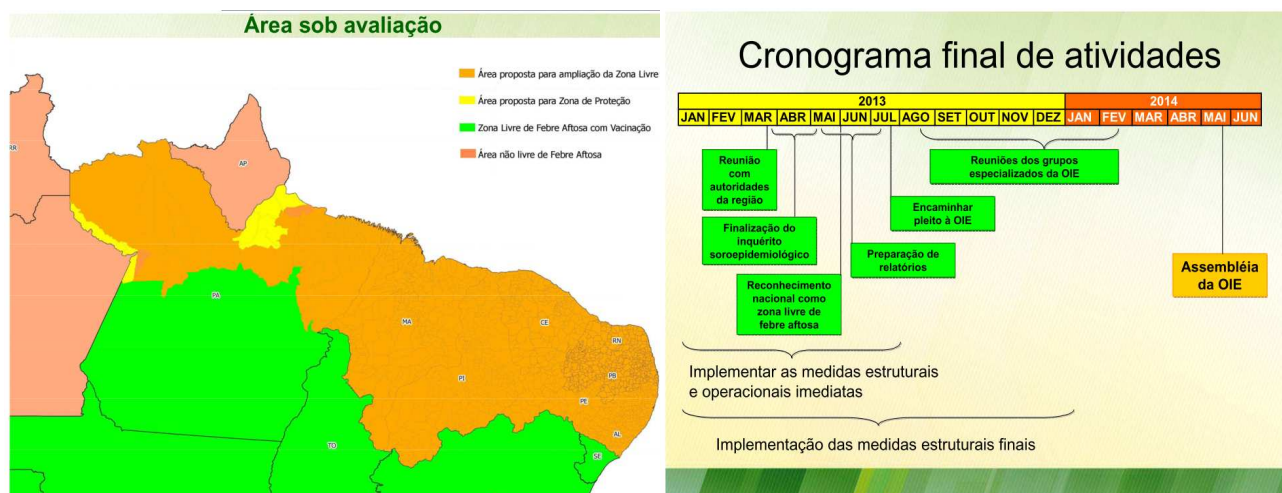 Área sob avaliação
Área proposta para ampliação da Zona Livre
Área proposta para Zona de Proteção
Zona Livre de Febre Aftosa com Vacinação
Área não livre de Febre Aftosa
RR
AP
PA
MA
CE
RN
PB
PI
PE
AL
SE
TO
Cronograma final de atividades
2013 2014
JAN FEV MAR ABR MAI JUN JUL AGO SET OUT NOV DEZ JAN FEV MAR ABR MAI JUN
Reunião
com
autoridades
da região
Reuniões dos grupos
especializados da OIE
Encaminhar
pleito à OIE
Finalização do
inquérito
soroepidemiológico
Preparação de
relatórios
Reconhecimento
nacional como
zona livre de
febre aftosa
Assembléia
da OIE
Implementar as medidas estruturais
e operacionais imediatas
Implementação das medidas estruturais finais